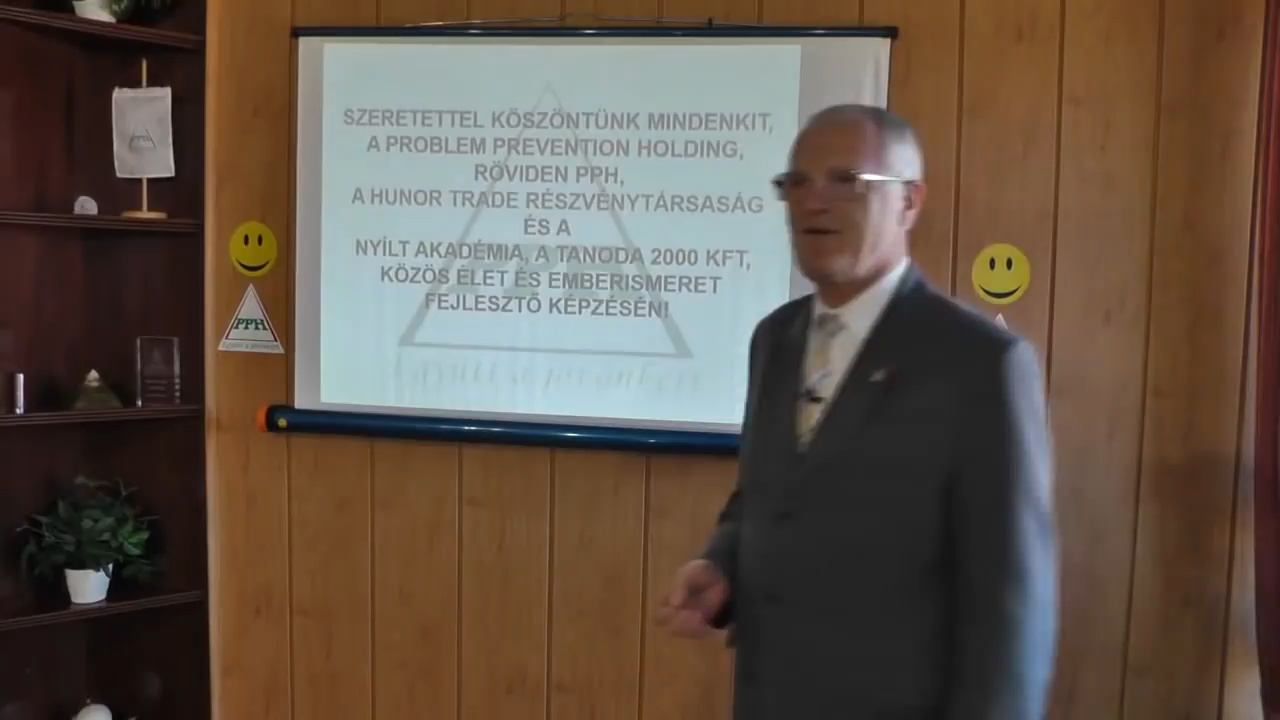 SZERETETTEL KÖSZÖNTÜNK MINDENKIT,
A PROBLEM PREVENTION HOLDING,
RÖVIDEN PPH,
A HUNOR TRADE RÉSZVÉNYTÁRSASÁG
ÉS A
NYÍLT AKADÉMIA, A TANODA 2000 KFT,
KÖZÖS ÉLET ÉS EMBERISMERET
FEJLESZTŐ KÉPZÉSÉN!
PPH